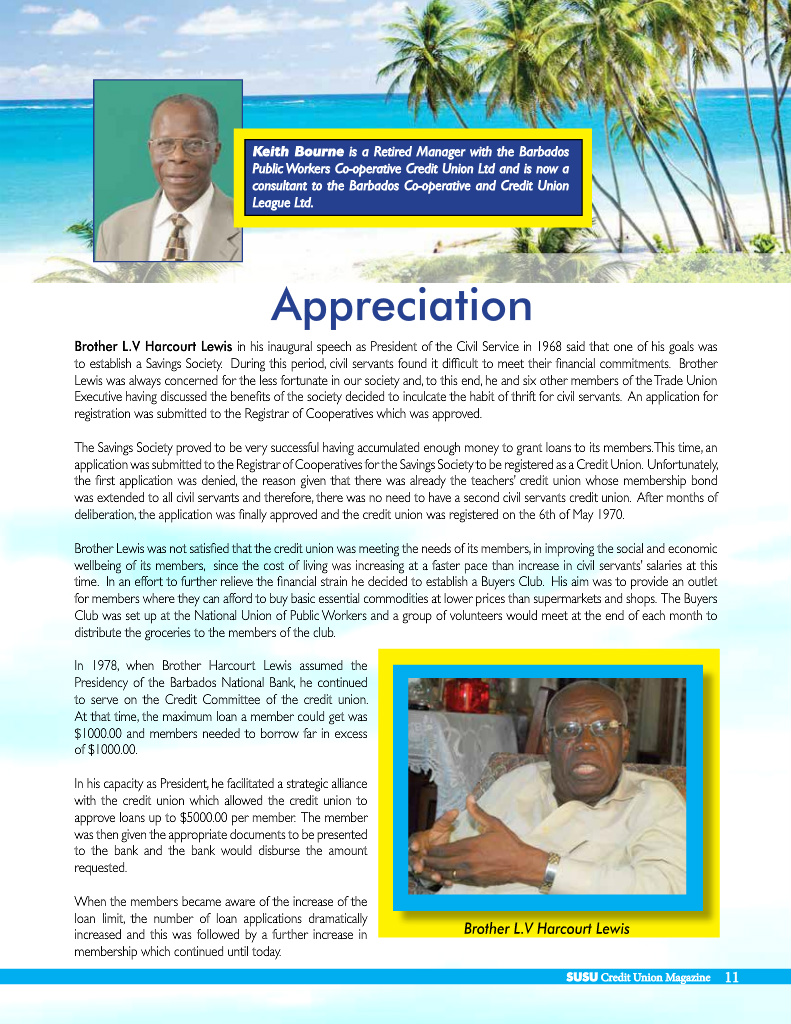 Keith Bourne is a Retired Manager with the Barbados
Public Workers Co-operative Credit Union Ltd and is now a
consultant to the Barbados Co-operative and Credit Union
League Ltd.
Appreciation
Brother L.V Harcourt Lewis in his inaugural speech as President of the Civil Service in 1968 said that one of his goals was
to establish a Savings Society. During this period, civil servants found it difficult to meet their financial commitments. Brother
Lewis was always concerned for the less fortunate in our society and, to this end, he and six other members of the Trade Union
Executive having discussed the benefits of the society decided to inculcate the habit of thrift for civil servants. An application for
registration was submitted to the Registrar of Cooperatives which was approved.
The Savings Society proved to be very successful having accumulated enough money to grant loans to its members. This time, an
application was submitted to the Registrar of Cooperatives for the Savings Society to be registered as a Credit Union. Unfortunately,
the first application was denied, the reason given that there was already the teachers' credit union whose membership bond
was extended to all civil servants and therefore, there was no need to have a second civil servants credit union. After months of
deliberation, the application was finally approved and the credit union was registered on the 6th of May 1970.
Brother Lewis was not satisfied that the credit union was meeting the needs of its members, in improving the social and economic
wellbeing of its members, since the cost of living was increasing at a faster pace than increase in civil servants' salaries at this
time. In an effort to further relieve the financial strain he decided to establish a Buyers Club. His aim was to provide an outlet
for members where they can afford to buy basic essential commodities at lower prices than supermarkets and shops. The Buyers
Club was set up at the National Union of Public Workers and a group of volunteers would meet at the end of each month to
distribute the groceries to the members of the club.
In 1978, when Brother Harcourt Lewis assumed the
Presidency of the Barbados National Bank, he continued
to serve on the Credit Committee of the credit union.
At that time, the maximum loan a member could get was
$1000.00 and members needed to borrow far in excess
of $1000.00.
In his capacity as President, he facilitated a strategic alliance
with the credit union which allowed the credit union to
approve loans up to $5000.00 per member. The member
was then given the appropriate documents to be presented
to the bank and the bank would disburse the amount
requested.
When the members became aware of the increase of the
loan limit, the number of loan applications dramatically
increased and this was followed by a further increase in
membership which continued until today.
Brother L.V Harcourt Lewis
SUSU Credit Union Magazine 11